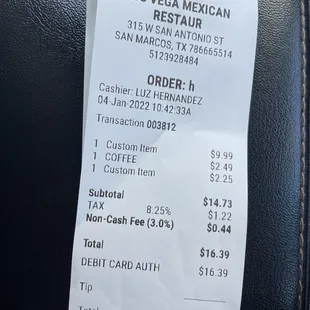 VEGA MEXICAN
RESTAUR
315 W SAN ANTONIO ST
SAN MARCOS, TX 786665514
5123928484
ORDER: h
Cashier: LUZ HERNANDEZ
04-Jan-2022 10:42:33A
Transaction 003812
1 Custom Item $9.99
1 COFFEE $2.49
1 Custom Item $2.25
Subtotal $14.73
TAX 8.25% $1.22
Non-Cash Fee (3.0%) $0.44
Total $16.39
DEBIT CARD AUTH $16.39
Tip
Total